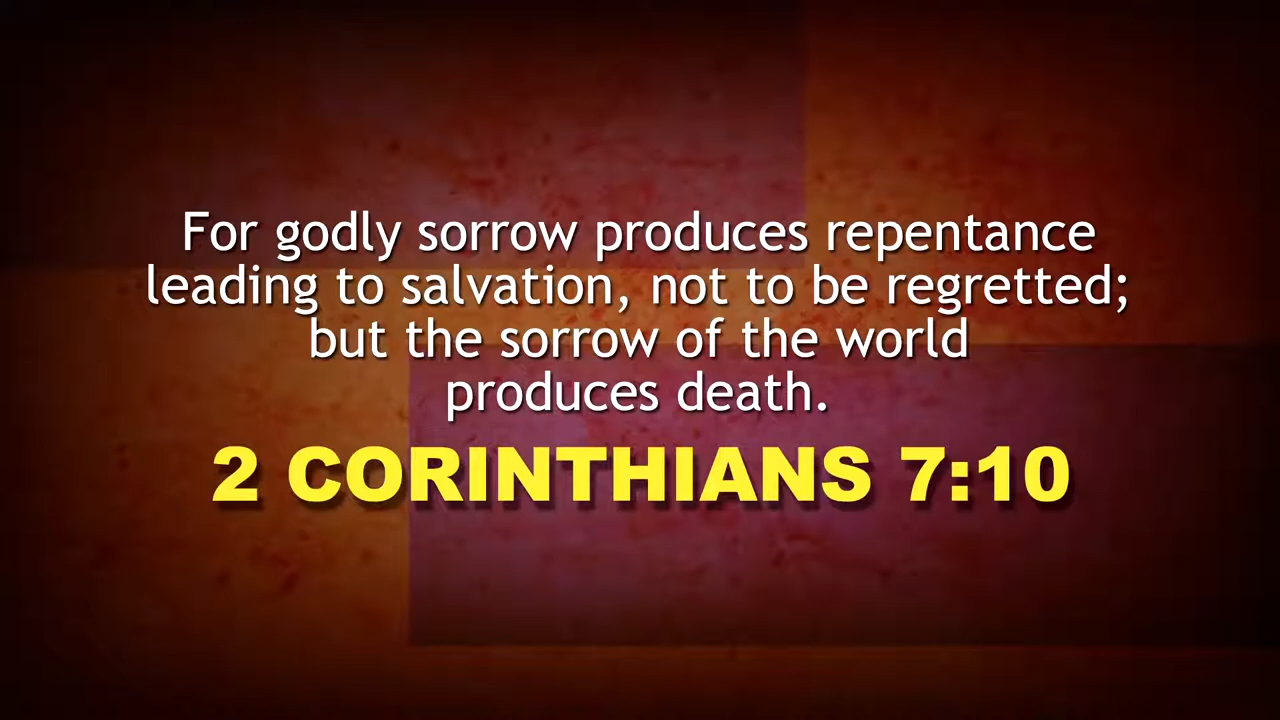 For godly sorrow produces repentance
leading to salvation, not to be regretted;
but the sorrow of the world
produces death.
2 CORINTHIANS 7:10